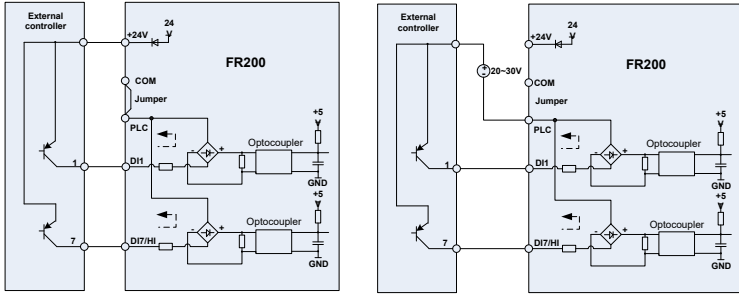 External
controller
+24V
24
V
FR200
COM
Jumper
PLC
+5
V
- +
Optocoupler
1
DI1
GND
+5
V
- +
Optocoupler
7
DI7/HI
GND
External
controller
+24V
24
V
FR200
20~30V
COM
Jumper
PLC
+5
V
- +
Optocoupler
1
DI1
GND
+5
V
- +
Optocoupler
7
DI7/HI
GND